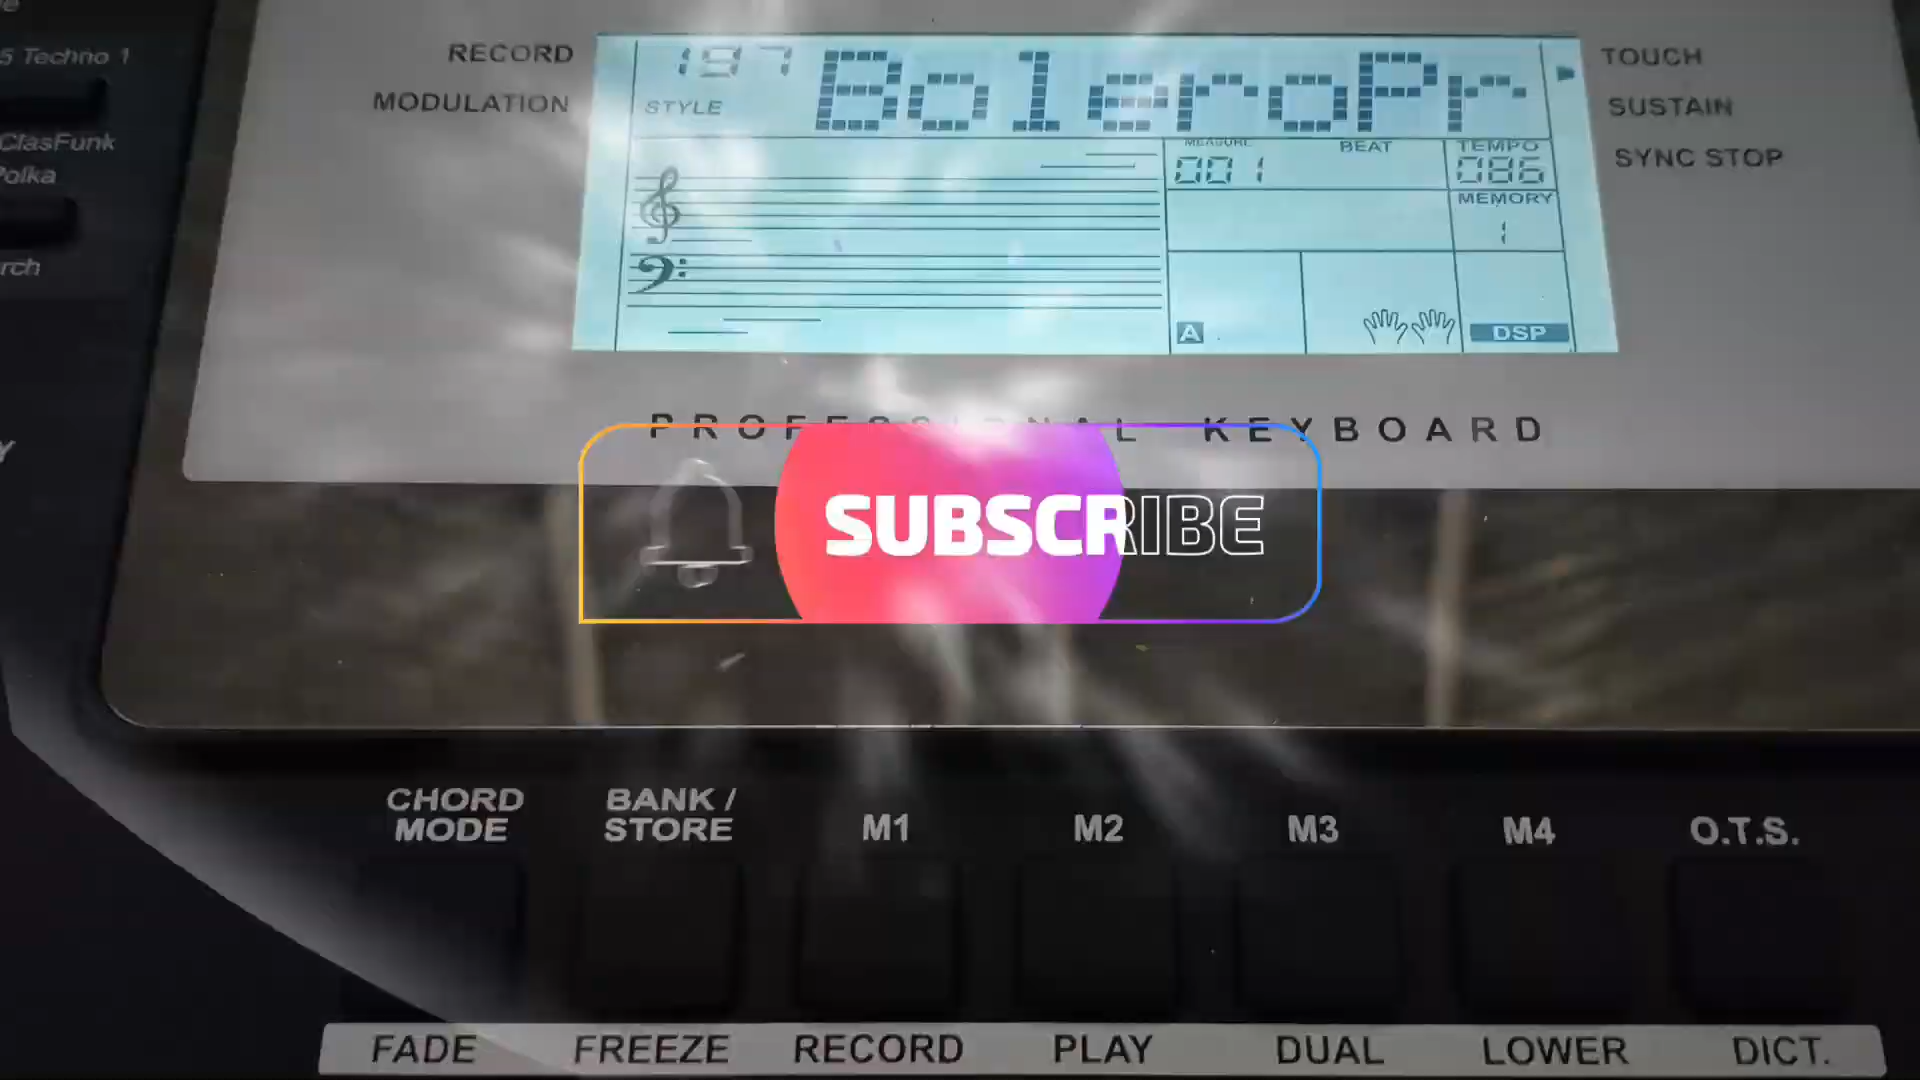 5 Techno 1
ClasFunk
Polka
RECORD
MODULATION
197
STYLE
BoleroPr
MEASURE
001
BEAT
TEMPO
086
MEMORY
1
A
DSP
TOUCH
SUSTAIN
SYNC STOP
PROFESSIONAL KEYBOARD
SUBSCRIBE
CHORD
MODE
BANK /
STORE
M1
M2
M3
M4
O.T.S.
FADE
FREEZE
RECORD
PLAY
DUAL
LOWER
DICT.